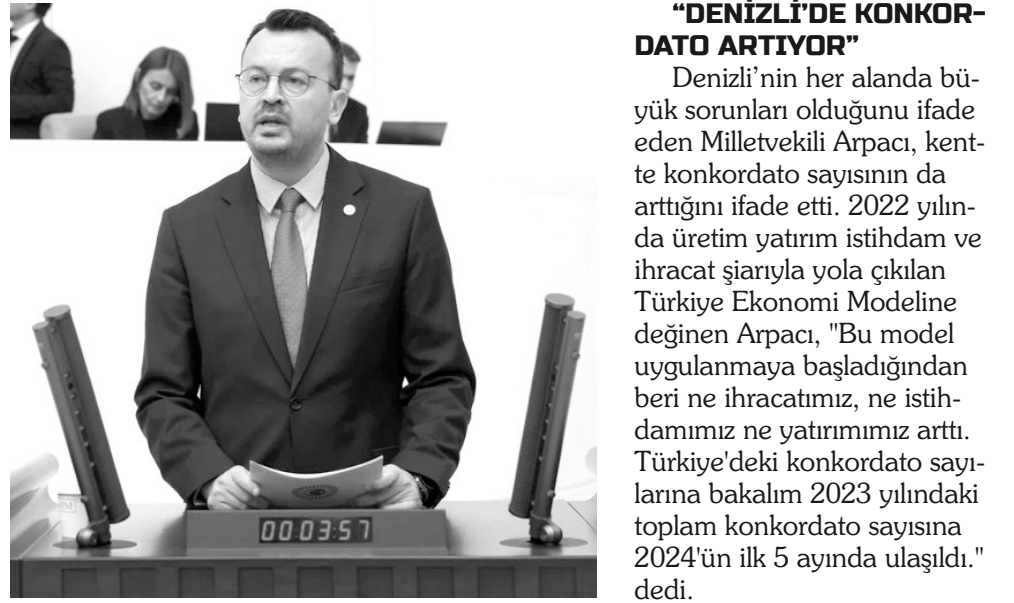 “DENİZLİ’DE KONKOR-
DATO ARTIYOR”
Denizli’nin her alanda bü-
yük sorunları olduğunu ifade
eden Milletvekili Arpacı, kent-
te konkordato sayısının da
arttığını ifade etti. 2022 yılın-
da üretim yatırım istihdam ve
ihracat şiarıyla yola çıkılan
Türkiye Ekonomi Modeline
değinen Arpacı, "Bu model
uygulanmaya başladığından
beri ne ihracatımız, ne istih-
damımız ne yatırımımız arttı.
Türkiye'deki konkordato sayı-
larına bakalım 2023 yılındaki
toplam konkordato sayısına
2024'ün ilk 5 ayında ulaşıldı."
dedi.
00:03:57